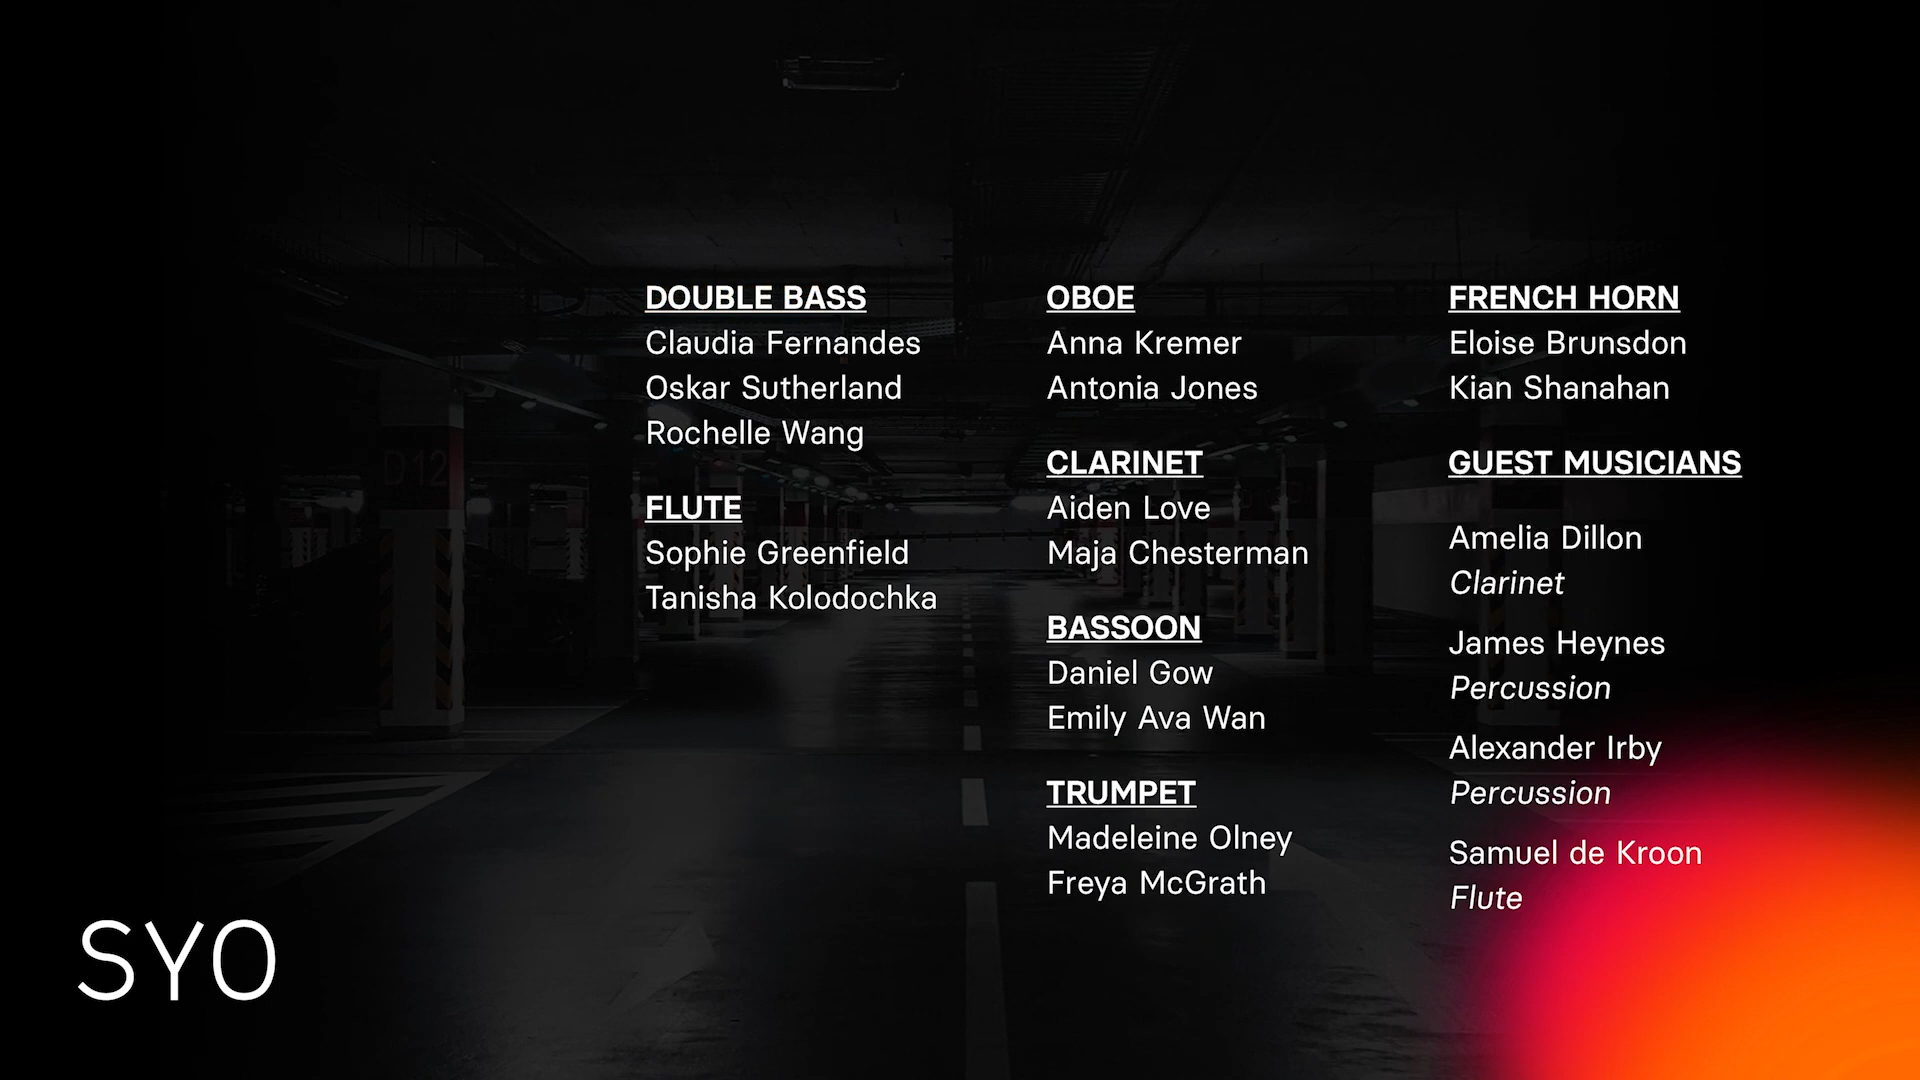 DOUBLE BASS
Claudia Fernandes
Oskar Sutherland
Rochelle Wang
FLUTE
Sophie Greenfield
Tanisha Kolodochka
OBOE
Anna Kremer
Antonia Jones
CLARINET
Aiden Love
Maja Chesterman
BASSOON
Daniel Gow
Emily Ava Wan
TRUMPET
Madeleine Olney
Freya McGrath
FRENCH HORN
Eloise Brunsdon
Kian Shanahan
GUEST MUSICIANS
Amelia Dillon
Clarinet
James Heynes
Percussion
Alexander Irby
Percussion
Samuel de Kroon
Flute
D12
SYO